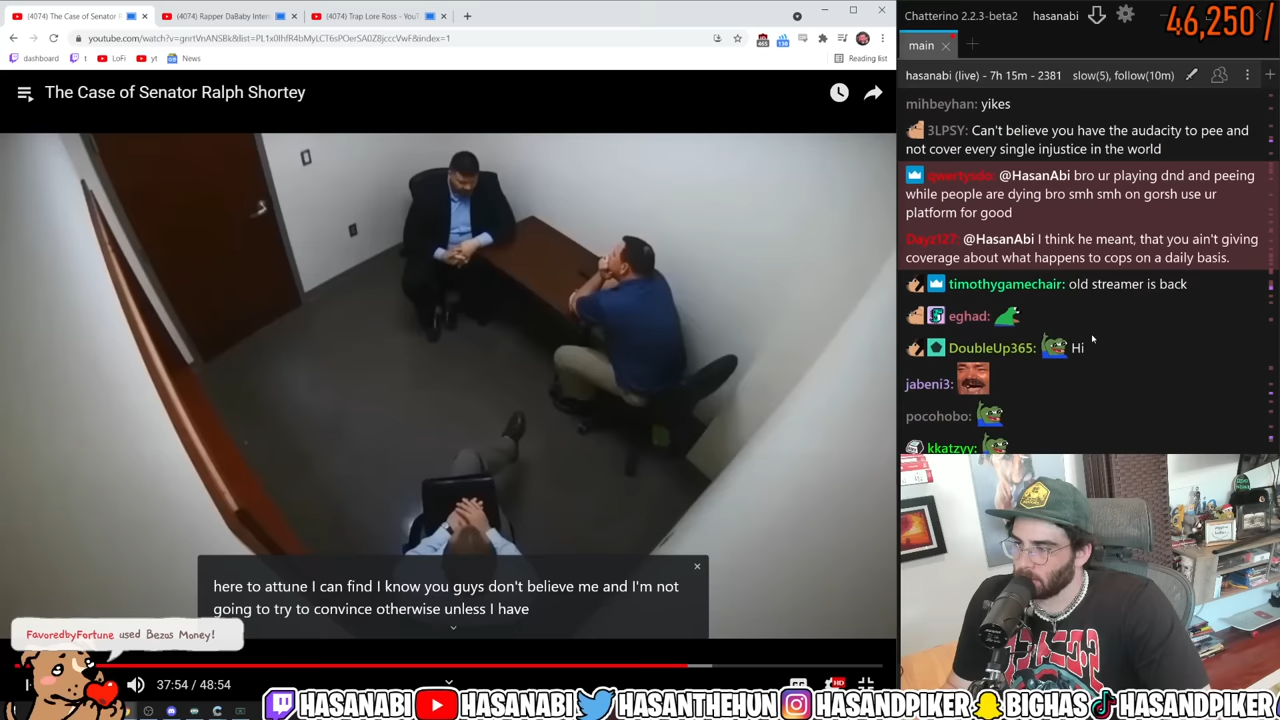 (4074) The Case of Senator R
(4074) Rapper DaBaby Inter
(4074) Trap Lore Ross - YouT
youtube.com/watch?v=gnrtVnANSBk&list=PL1x0lhfR4bMyLCT6sPOerSA0Z8jcccVwF&index=1
dashboard
t
LoFi
yt
News
Reading list
The Case of Senator Ralph Shortey
here to attune I can find I know you guys don't believe me and I'm not
going to try to convince otherwise unless I have
FavoredbyFortune used Bezos Money!
37:54 / 48:54
HD
Chatterino 2.2.3-beta2
hasanabi
46,250 /
main
hasanabi (live) - 7h 15m - 2381
slow(5), follow(10m)
mihbeyhan: yikes
3LPSY: Can't believe you have the audacity to pee and
not cover every single injustice in the world
qwertysdo: @HasanAbi bro ur playing dnd and peeing
while people are dying bro smh smh on gorsh use ur
platform for good
Dayz127: @HasanAbi I think he meant, that you ain't giving
coverage about what happens to cops on a daily basis.
timothygamechair: old streamer is back
eghad:
DoubleUp365: Hi
jabeni3:
pocohobo:
kkatzyy:
HASANABI HASANABI HASANTHEHUN HASANDPIKER BIGHAS HASANDPIKER